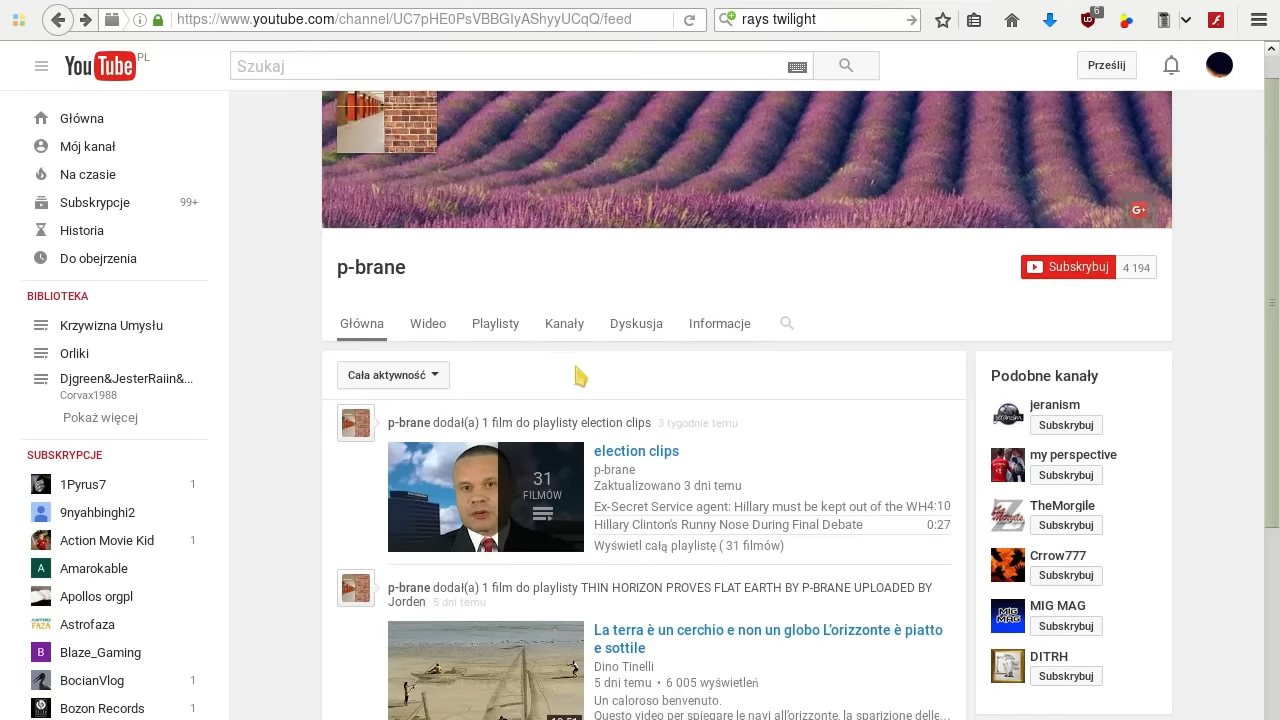 https://www.youtube.com/channel/UC7pHE0PsVBBGIyAShyyUCqQ/feed
rays twilight
6
YouTube PL
Szukaj
Prześlij
Główna
Mój kanał
Na czasie
Subskrypcje 99+
Historia
Do obejrzenia
BIBLIOTEKA
Krzywizna Umysłu
Orliki
Djgreen&JesterRaiin&...
Corvax1988
Pokaż więcej
SUBSKRYPCJE
1Pyrus7 1
9nyahbinghi2
Action Movie Kid 1
A Amarokable
Apollos orgpl
ASTRO FAZA Astrofaza
B Blaze_Gaming
BocianVlog 1
Bozon Records 1
G+
p-brane
Subskrybuj 4 194
Główna Wideo Playlisty Kanały Dyskusja Informacje
Cała aktywność
p-brane dodał(a) 1 film do playlisty election clips 3 tygodnie temu
31
FILMÓW
election clips
p-brane
Zaktualizowano 3 dni temu
Ex-Secret Service agent: Hillary must be kept out of the WH 4:10
Hillary Clinton's Runny Nose During Final Debate 0:27
Wyświetl całą playlistę ( 31 filmów)
p-brane dodał(a) 1 film do playlisty THIN HORIZON PROVES FLAT EARTH BY P-BRANE UPLOADED BY
Jorden 5 dni temu
La terra è un cerchio e non un globo L'orizzonte è piatto
e sottile
Dino Tinelli
5 dni temu • 6 005 wyświetleń
Un caloroso benvenuto.
Questo video per spiegare le navi all'orizzonte, la sparizione delle...
Podobne kanały
jeranism
Subskrybuj
my perspective
Subskrybuj
TheMorgile
Subskrybuj
Crrow777
Subskrybuj
MIG MAG
MIG
MAG
Subskrybuj
DITRH
Subskrybuj